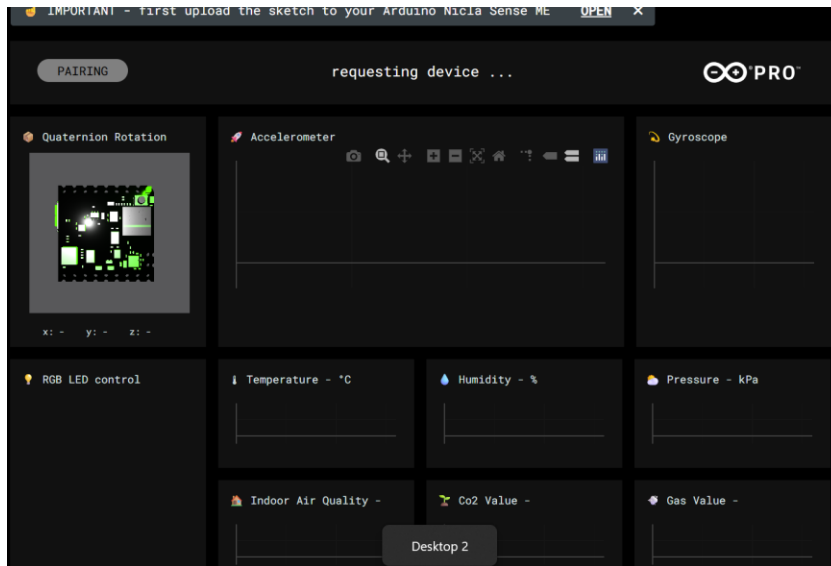 IMPORTANT - first upload the sketch to your Arduino Nicla Sense ME OPEN ✕
PAIRING
requesting device ...
PRO
Quaternion Rotation
Accelerometer
Gyroscope
x: - y: - z: -
RGB LED control
Temperature - °C
Humidity - %
Pressure - kPa
Indoor Air Quality -
Co2 Value -
Gas Value -
Desktop 2